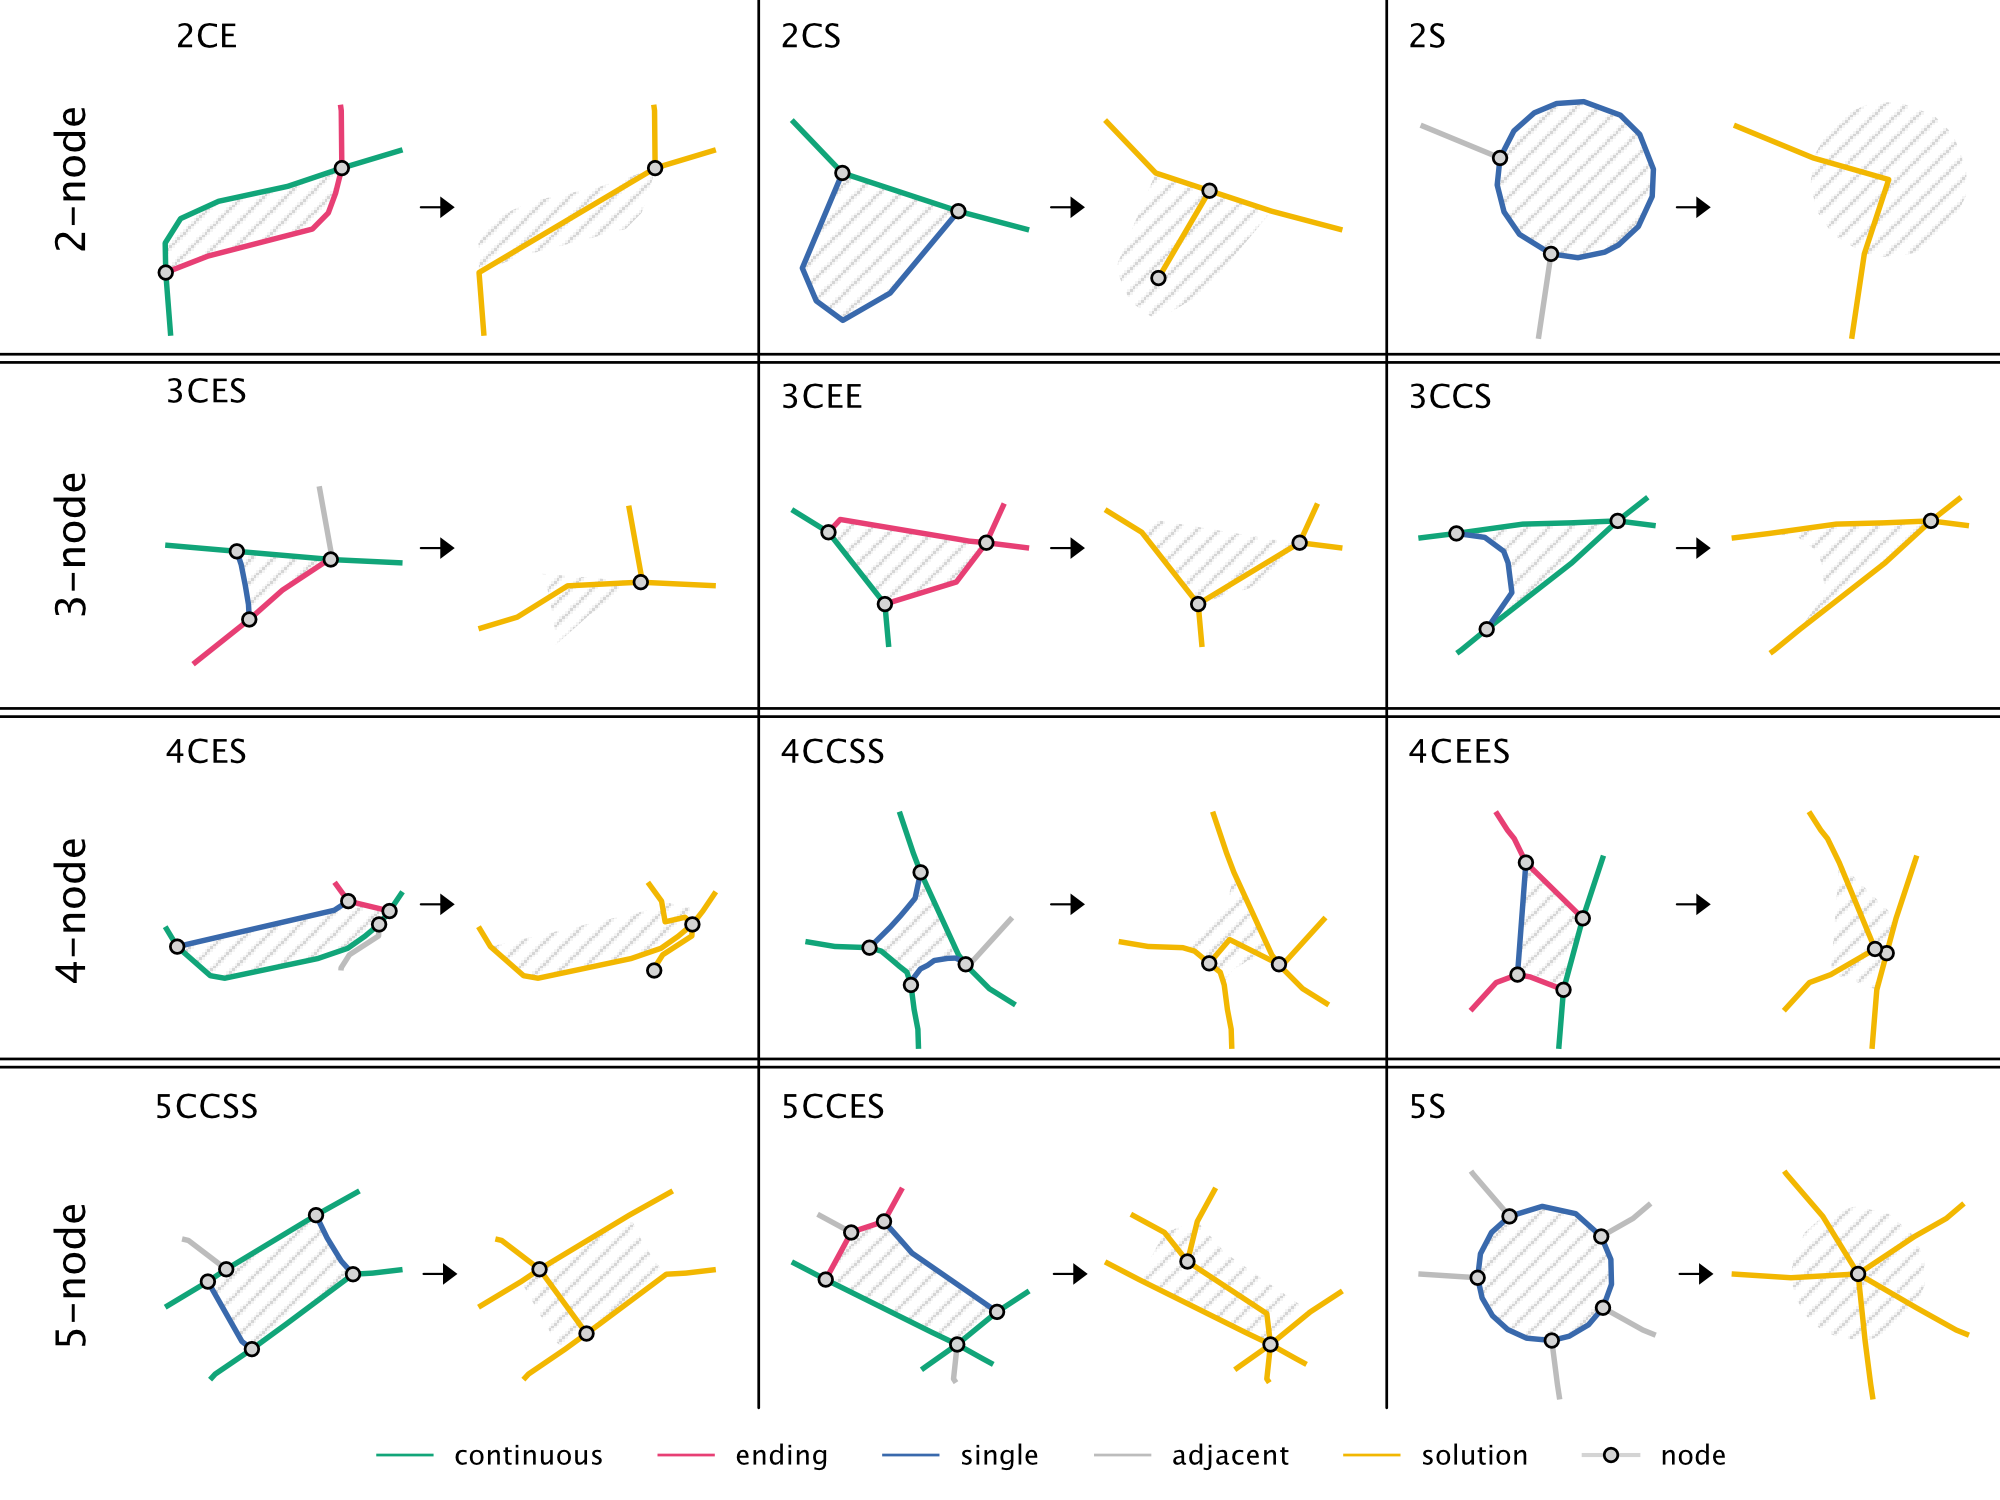 2CE
2CS
2S
2-node
3CES
3CEE
3CCS
3-node
4CES
4CCSS
4CEES
4-node
5CCSS
5CCES
5S
5-node
continuous
ending
single
adjacent
solution
node